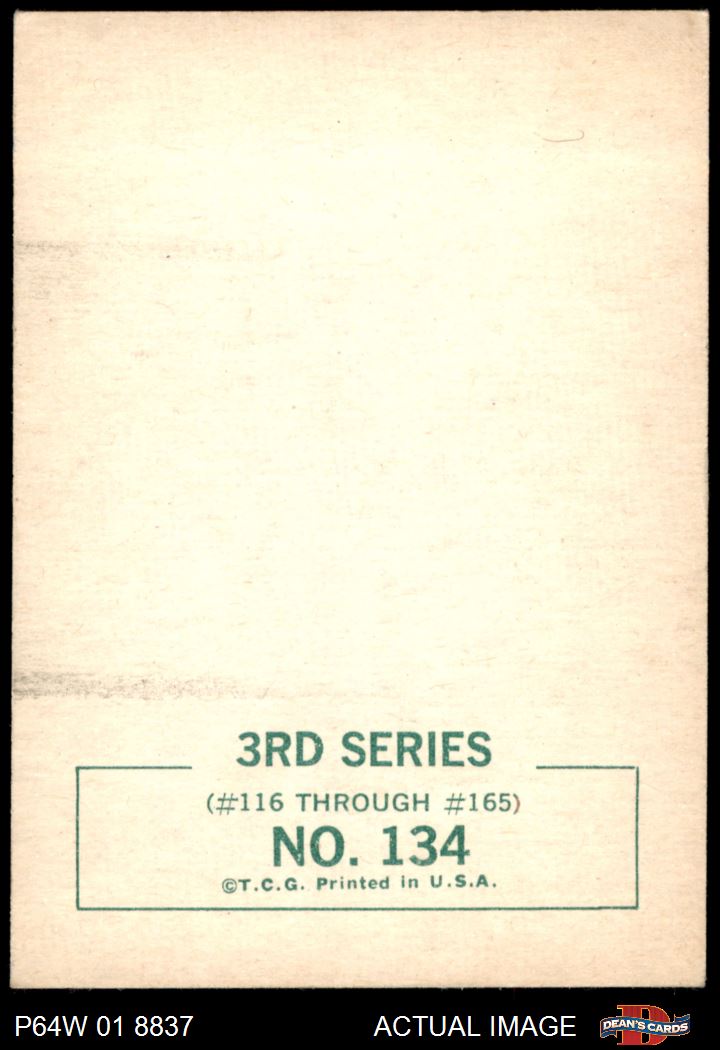 3RD SERIES
(#116 THROUGH #165)
NO. 134
©T.C.G. Printed in U.S.A.
P64W 01 8837
ACTUAL IMAGE
D
DEAN'S CARDS